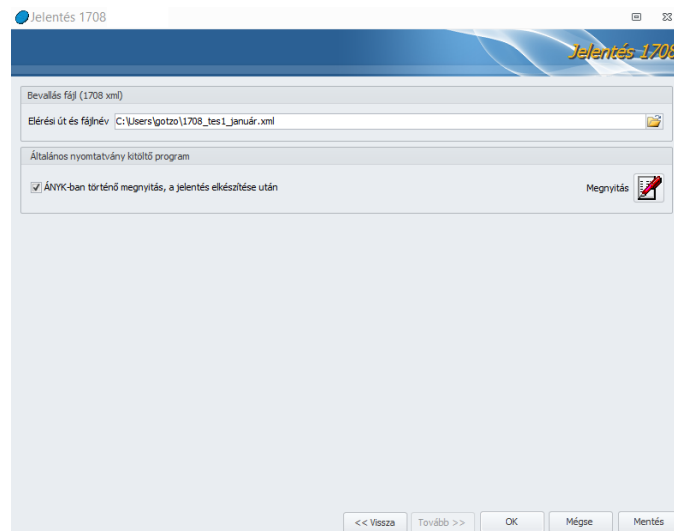 Jelentés 1708
Jelentés 1708
Bevallás fájl (1708 xml)
Elérési út és fájlnév C:\Users\gotzo\1708_tes1_január.xml
Általános nyomtatvány kitöltő program
ÁNYK-ban történő megnyitás, a jelentés elkészítése után Megnyitás
<< Vissza Tovább >> OK Mégse Mentés